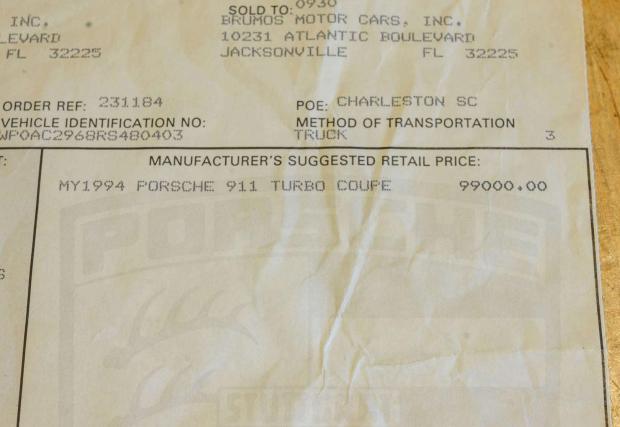 0930
SOLD TO:
INC. BRUMOS MOTOR CARS, INC.
LEVARD 10231 ATLANTIC BOULEVARD
FL 32225 JACKSONVILLE FL 32225
ORDER REF: 231184 POE: CHARLESTON SC
VEHICLE IDENTIFICATION NO: METHOD OF TRANSPORTATION
WP0AC2968RS480403 TRUCK 3
T: MANUFACTURER'S SUGGESTED RETAIL PRICE:
MY1994 PORSCHE 911 TURBO COUPE 99000.00
PORSCHE
S
STUTTGART